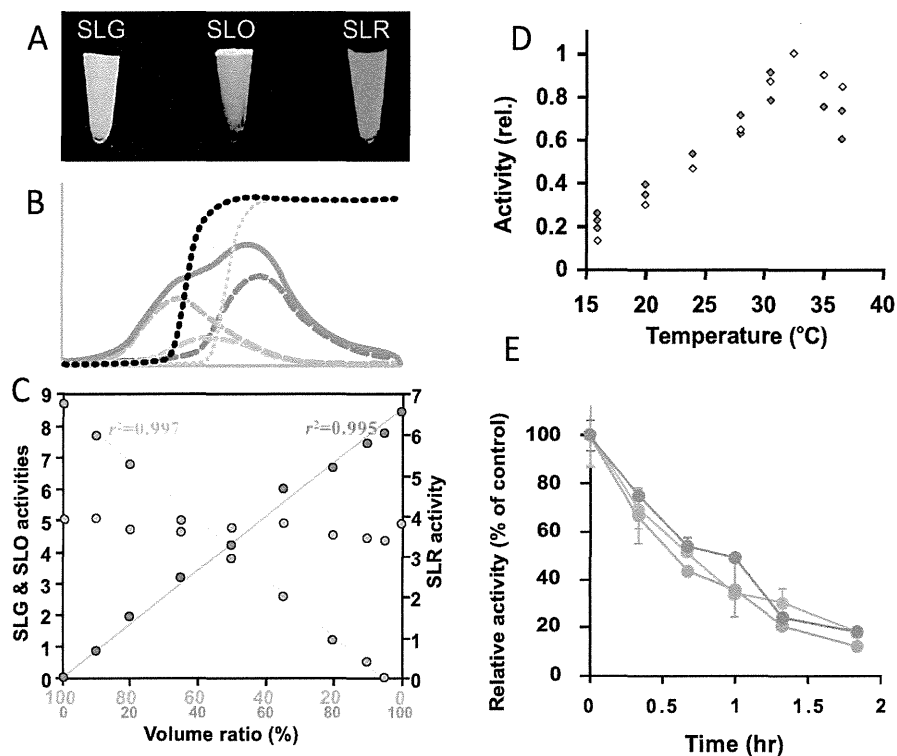 A
SLG
SLO
SLR
B
C
9
8
7
6
5
4
3
2
1
0
SLG & SLO activities
r²=0.997
r²=0.995
7
6
5
4
3
2
1
0
SLR activity
100 80 60 40 20 0
0 20 40 60 80 100
Volume ratio (%)
D
1
0.8
0.6
0.4
0.2
0
Activity (rel.)
15 20 25 30 35 40
Temperature (°C)
E
100
80
60
40
20
0
Relative activity (% of control)
0 0.5 1 1.5 2
Time (hr)